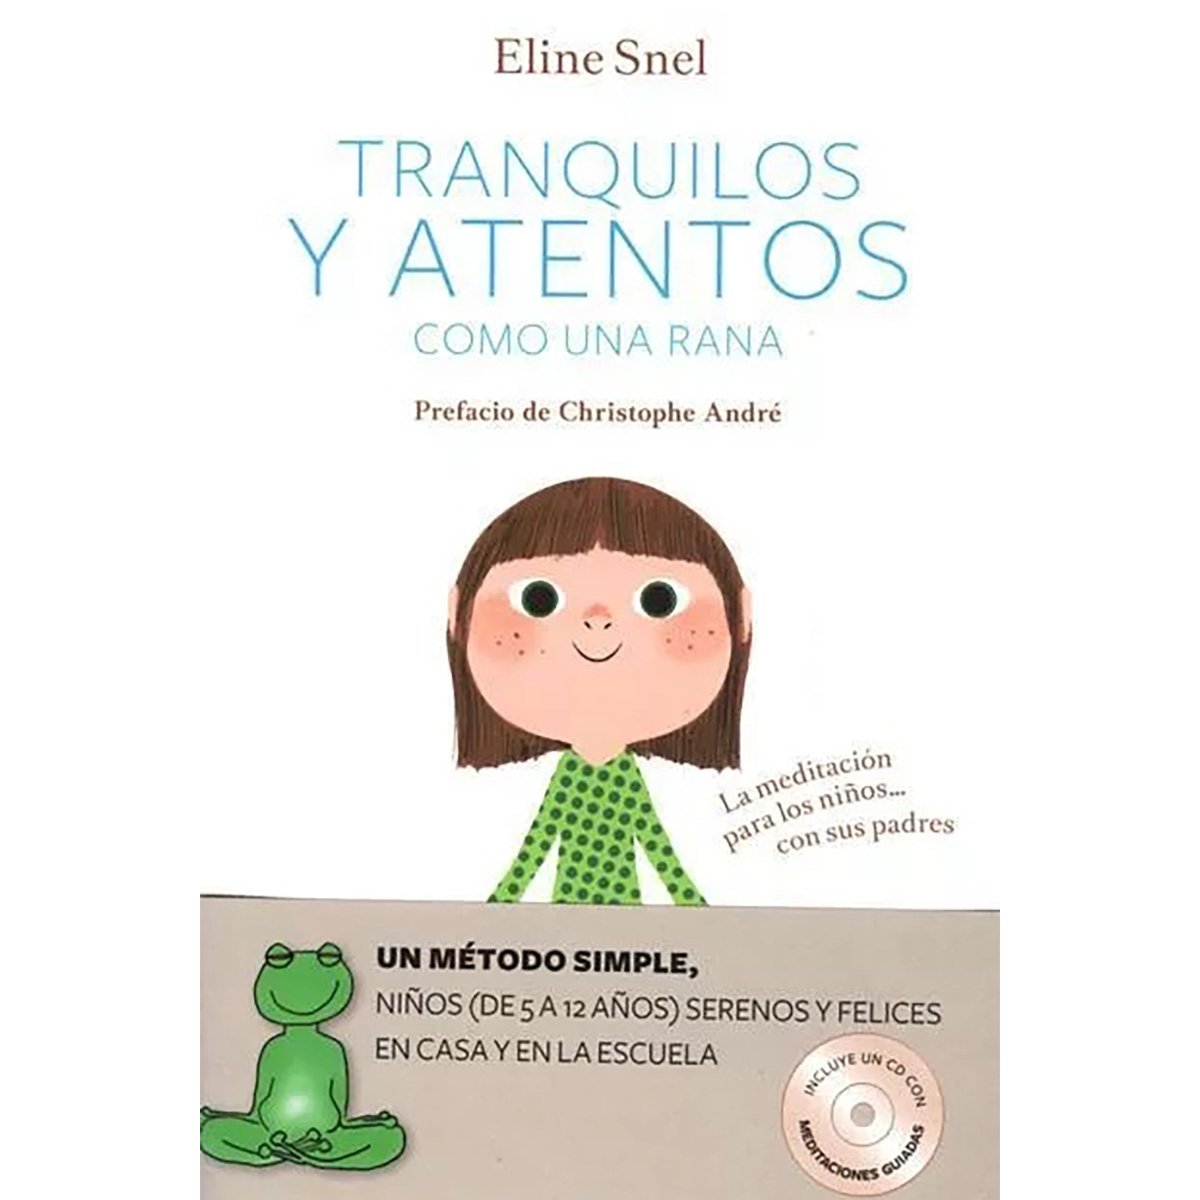 Eline Snel
TRANQUILOS
Y ATENTOS
COMO UNA RANA
Prefacio de Christophe André
La meditación
para los niños...
con sus padres
UN MÉTODO SIMPLE,
NIÑOS (DE 5 A 12 AÑOS) SERENOS Y FELICES
EN CASA Y EN LA ESCUELA
INCLUYE UN CD CON
MEDITACIONES GUIADAS